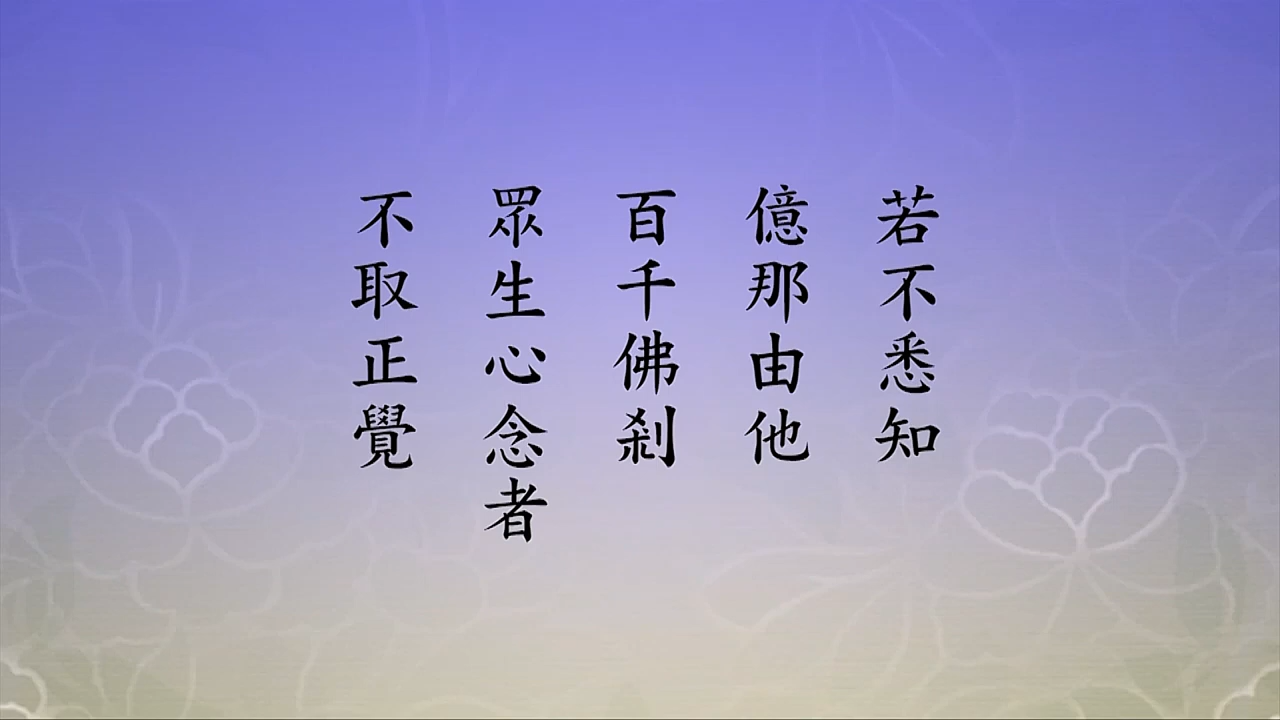 若不悉知
億那由他
百千佛剎
眾生心念者
不取正覺